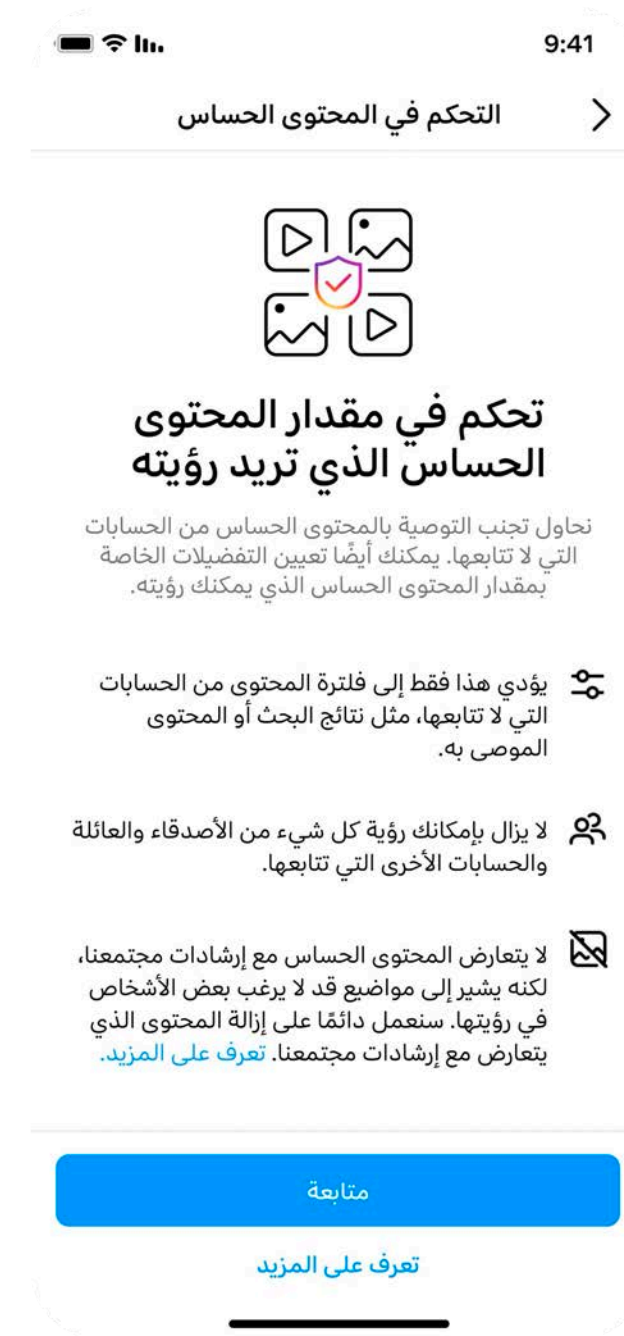 9:41
التحكم في المحتوى الحساس
تحكم في مقدار المحتوى
الحساس الذي تريد رؤيته
نحاول تجنب التوصية بالمحتوى الحساس من الحسابات
التي لا تتابعها. يمكنك أيضًا تعيين التفضيلات الخاصة
بمقدار المحتوى الحساس الذي يمكنك رؤيته.
يؤدي هذا فقط إلى فلترة المحتوى من الحسابات
التي لا تتابعها، مثل نتائج البحث أو المحتوى
الموصى به.
لا يزال بإمكانك رؤية كل شيء من الأصدقاء والعائلة
والحسابات الأخرى التي تتابعها.
لا يتعارض المحتوى الحساس مع إرشادات مجتمعنا،
لكنه يشير إلى مواضيع قد لا يرغب بعض الأشخاص
في رؤيتها. سنعمل دائمًا على إزالة المحتوى الذي
يتعارض مع إرشادات مجتمعنا. تعرف على المزيد.
متابعة
تعرف على المزيد